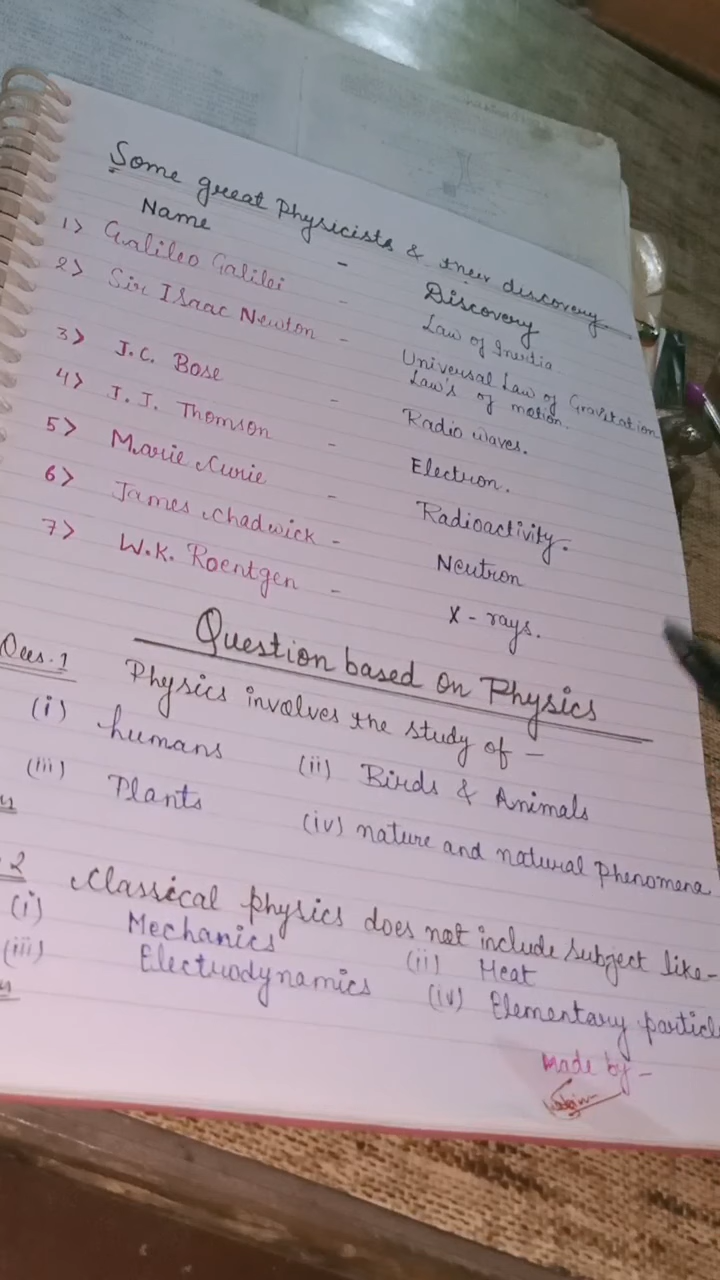 Some great Physicists & their discovery
Name - Discovery
1> Galileo Galilei - Law of Inertia
2> Sir Isaac Newton - Universal Law of Gravitation
Law's of motion.
3> J.C. Bose - Radio waves.
4> J. J. Thomson - Electron.
5> Marie Curie - Radioactivity.
6> James Chadwick - Neutron
7> W.K. Roentgen - X-rays.
Question based on Physics
Ques.1 Physics involves the study of -
(i) humans (ii) Birds & Animals
(iii) Plants (iv) nature and natural phenomena
2 Classical physics does not include subject like-
(i) Mechanics (ii) Heat
(iii) Electrodynamics (iv) Elementary particle
made by -